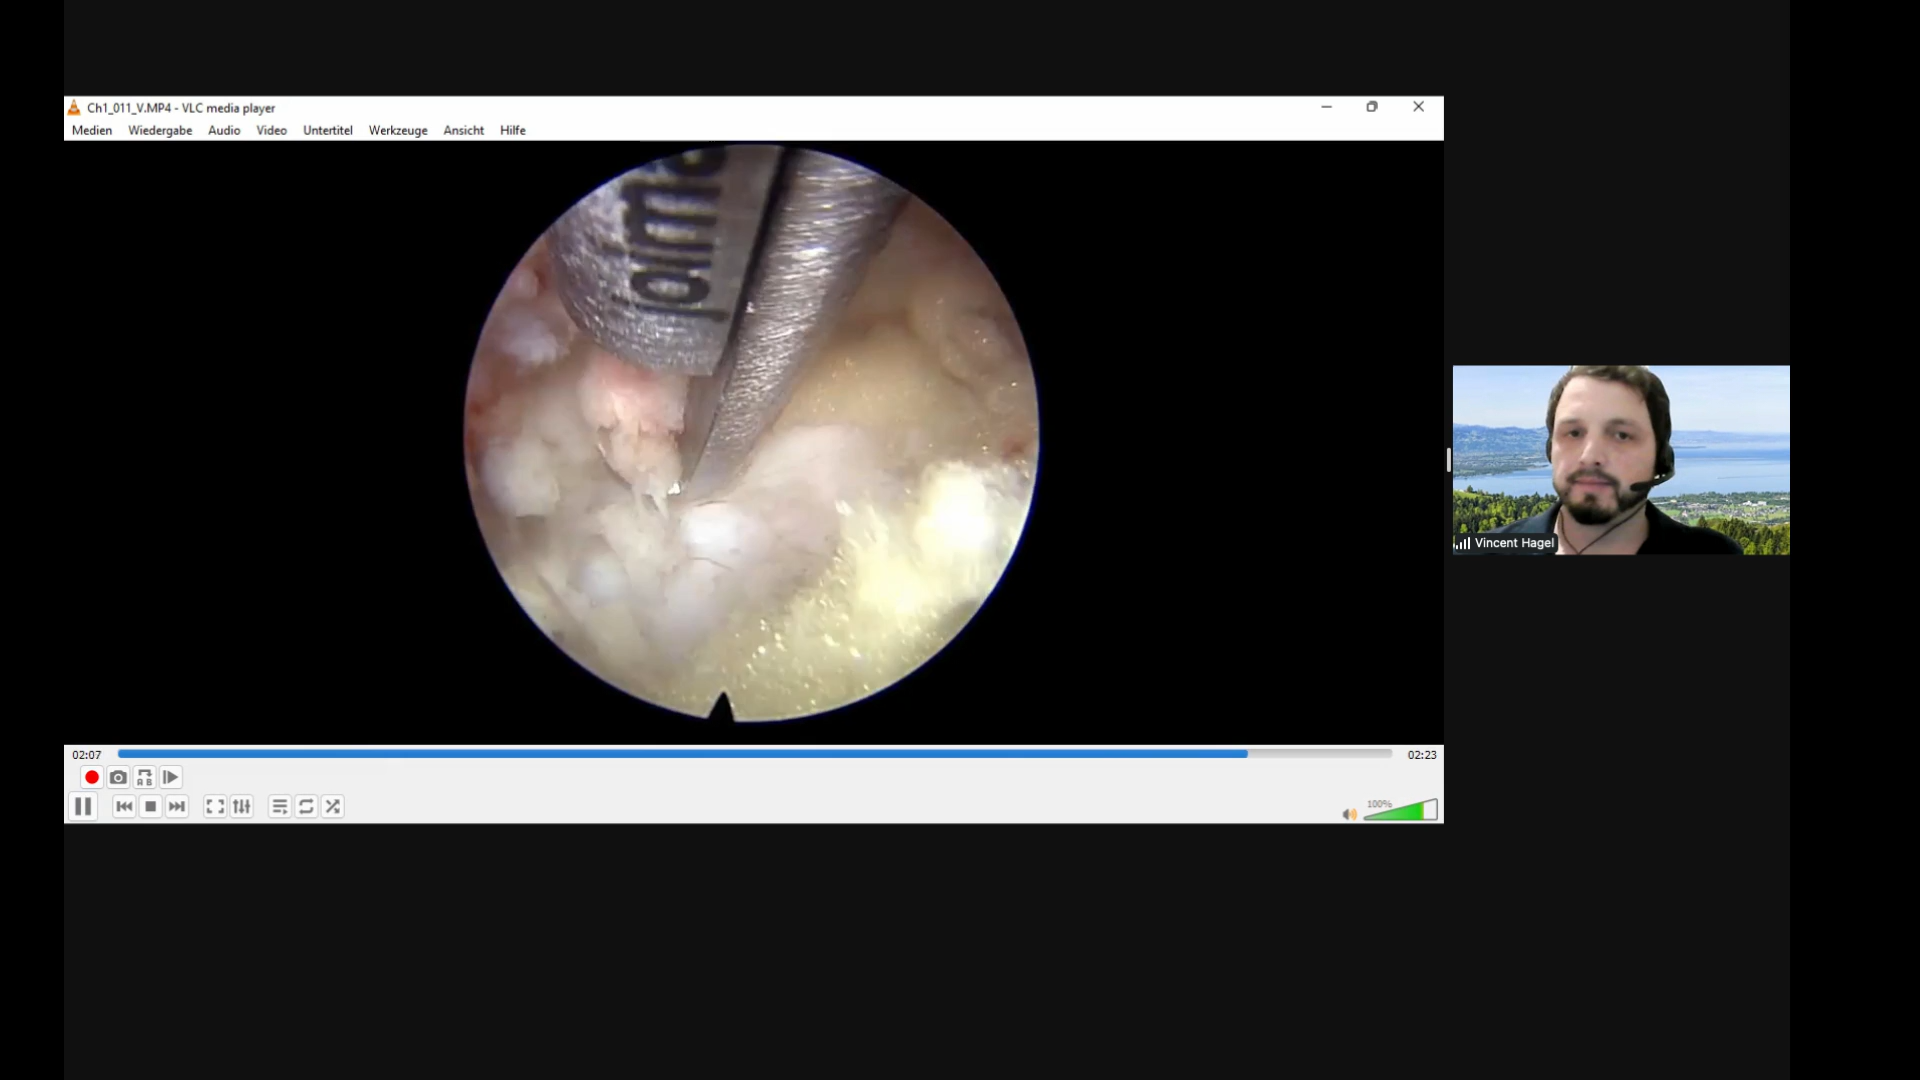 Ch1_011_V.MP4 - VLC media player
Medien Wiedergabe Audio Video Untertitel Werkzeuge Ansicht Hilfe
joima
Vincent Hagel
02:07
02:23
A B
100%